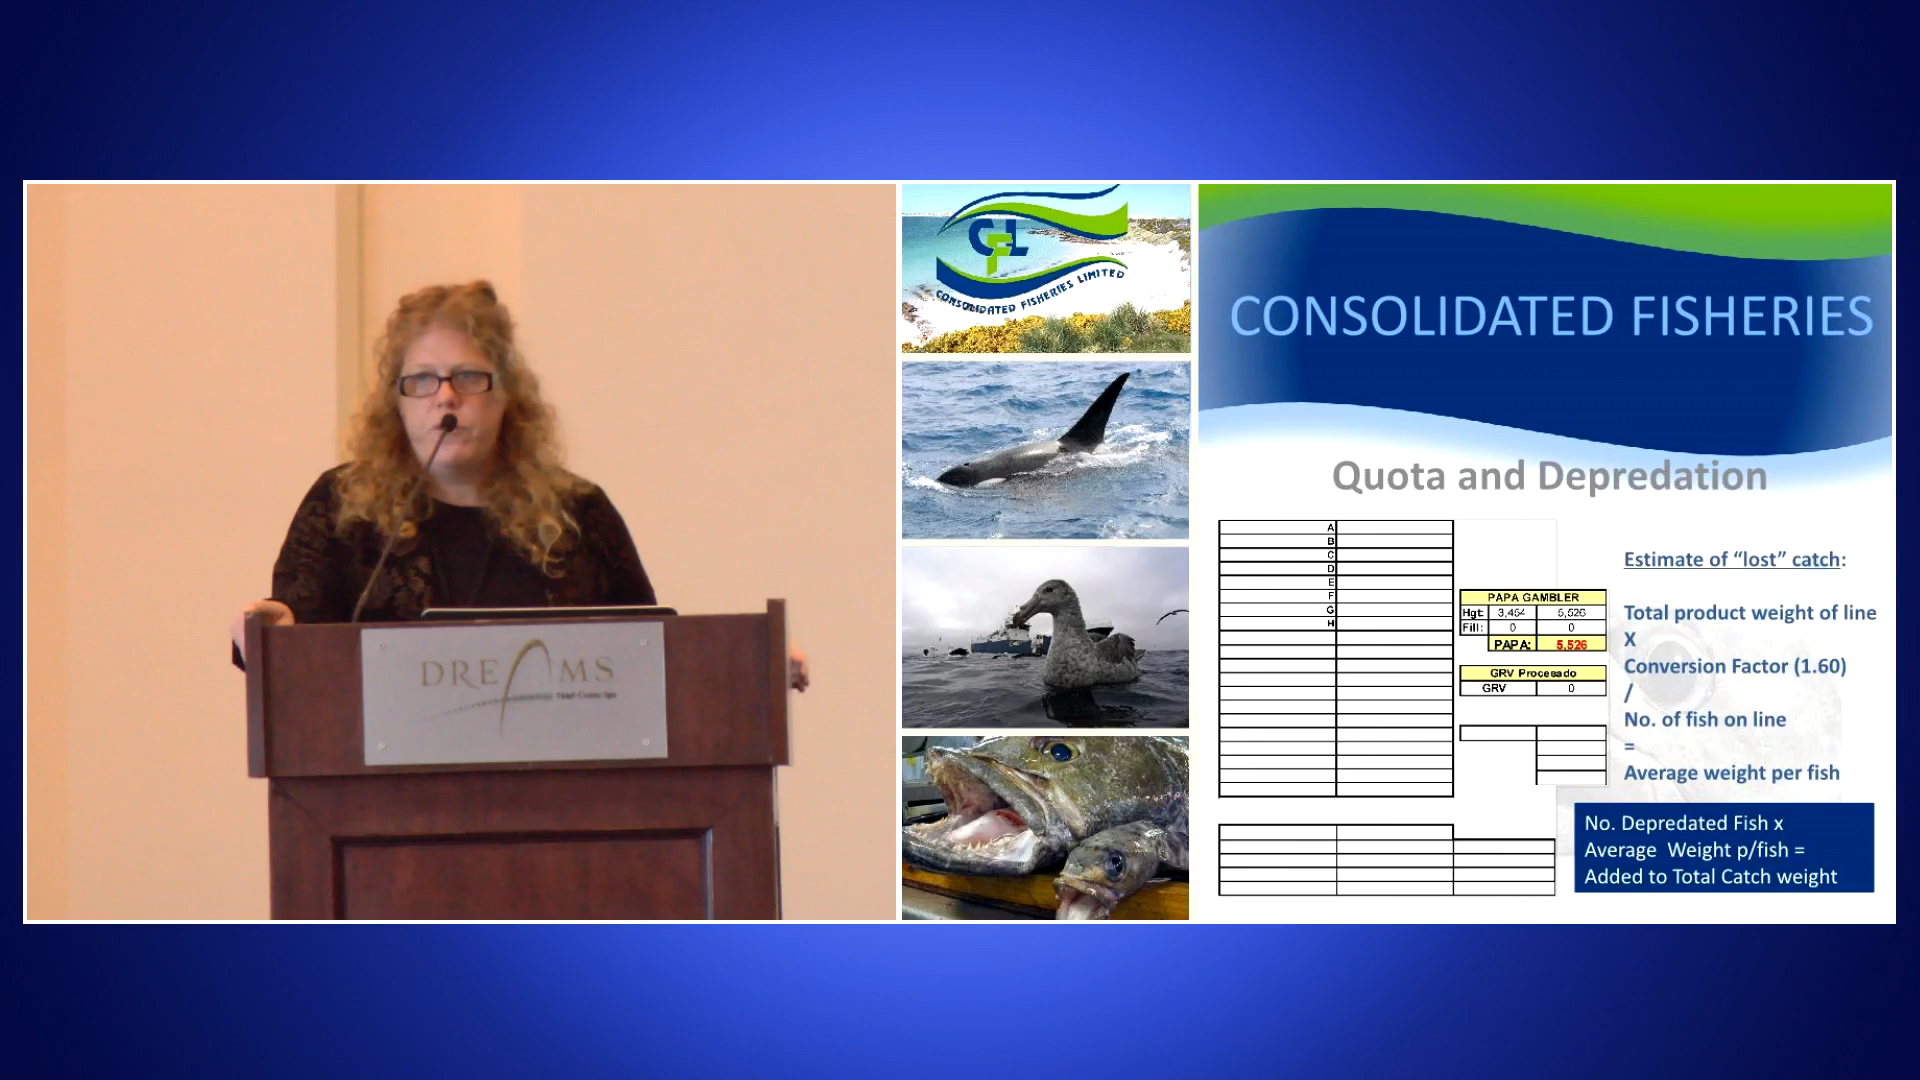 DREAMS
CFL
CONSOLIDATED FISHERIES LIMITED
CONSOLIDATED FISHERIES
Quota and Depredation
A
B
C
D
E
F
G
H
PAPA GAMBLER
Hgt: 3,454 5,526
Fill: 0 0
PAPA: 5,526
GRV Procesado
GRV 0
Estimate of “lost” catch:
Total product weight of line
X
Conversion Factor (1.60)
/
No. of fish on line
=
Average weight per fish
No. Depredated Fish x
Average Weight p/fish =
Added to Total Catch weight